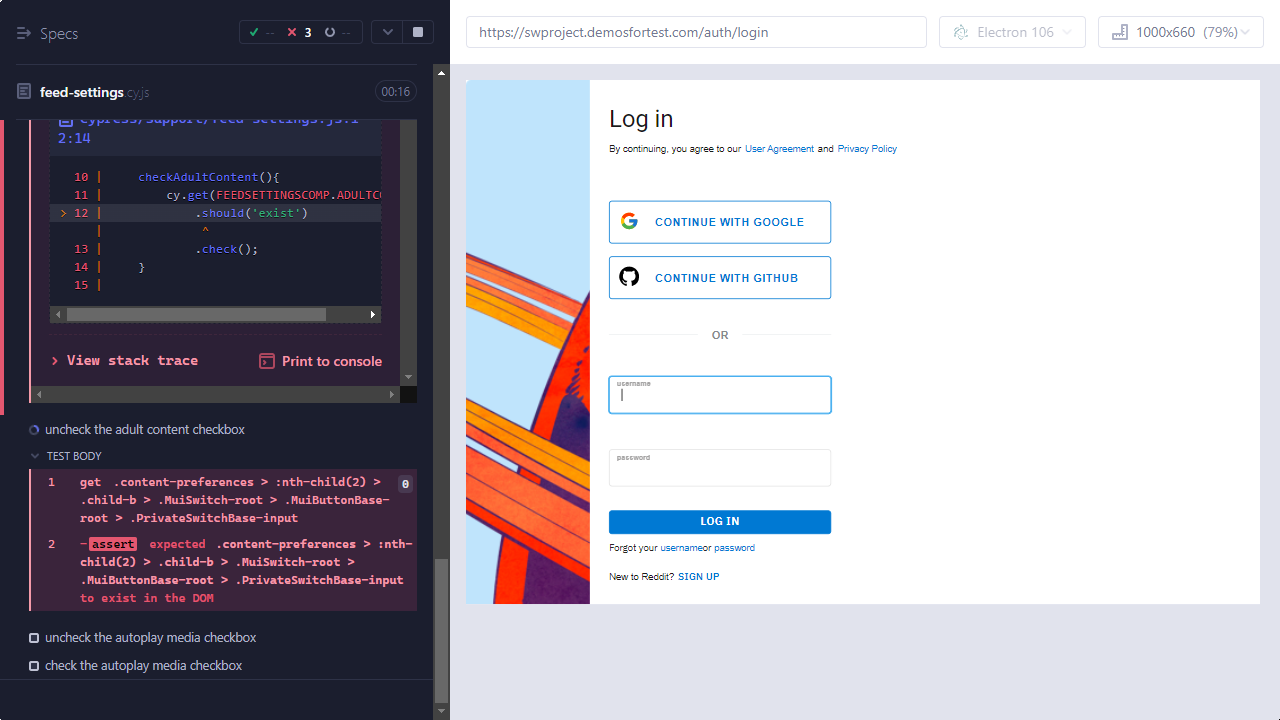 Specs
-- 3 --
feed-settings cy.js
00:16
cypress/support/feed-settings.js:1
2:14
10 | checkAdultContent(){
11 | cy.get(FEEDSETTINGSCOMP.ADULTCO
> 12 | .should('exist')
| ^
13 | .check();
14 | }
15 |
> View stack trace
Print to console
uncheck the adult content checkbox
TEST BODY
1 get .content-preferences > :nth-child(2) > 0
.child-b > .MuiSwitch-root > .MuiButtonBase-
root > .PrivateSwitchBase-input
2 -assert expected .content-preferences > :nth-
child(2) > .child-b > .MuiSwitch-root >
.MuiButtonBase-root > .PrivateSwitchBase-input
to exist in the DOM
uncheck the autoplay media checkbox
check the autoplay media checkbox
https://swproject.demosfortest.com/auth/login
Electron 106
1000x660 (79%)
Log in
By continuing, you agree to our User Agreement and Privacy Policy
CONTINUE WITH GOOGLE
CONTINUE WITH GITHUB
OR
username
password
LOG IN
Forgot your usernameor password
New to Reddit? SIGN UP